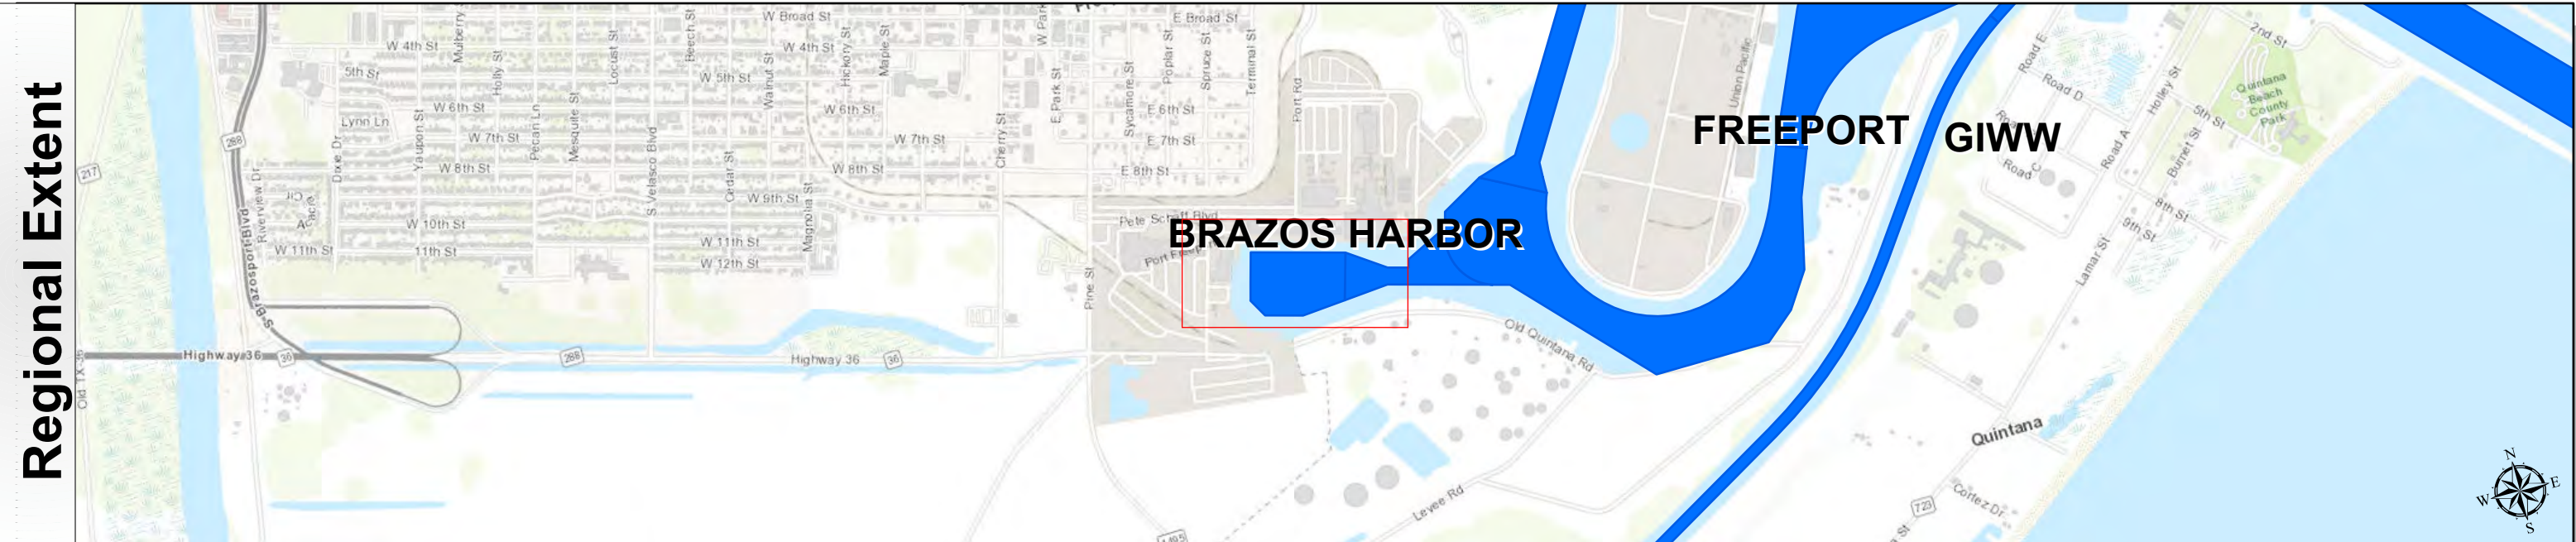 Regional Extent
W Broad St
E Broad St
W Park
W 4th St
Mulberry
Holly St
Locust St
Beech St
W 4th St
Hickory St
Maple St
Poplar St
Spruce St
Terminal St
Sycamore St
2nd St
Road E
5th St
W 5th St
Walnut St
Port Rd
Union Pacific
Road D
Holley St
Quintana
Beach
County
Park
E Park St
W 6th St
W 6th St
E 6th St
5th St
Lynn Ln
Yaupon St
Pecan Ln
Mesquite St
FREEPORT
GIWW
288
W 7th St
W 7th St
Cherry St
E 7th St
Road A
Burnet St
Dixie Dr
W 8th St
W 8th St
E 8th St
Road C
217
S Velasco Blvd
Cedar St
W 9th St
Magnolia St
8th St
Riverview Dr
S Brazosport Blvd
W 10th St
Pete Schaff Blvd
BRAZOS HARBOR
9th St
W 11th St
11th St
W 11th St
W 12th St
Port Freeport
Lamar St
Pine St
Old Quintana Rd
Highway 36
36
288
Highway 36
36
Old TX-36
Quintana
Levee Rd
723
Cortez Dr
1495
N
W
E
S